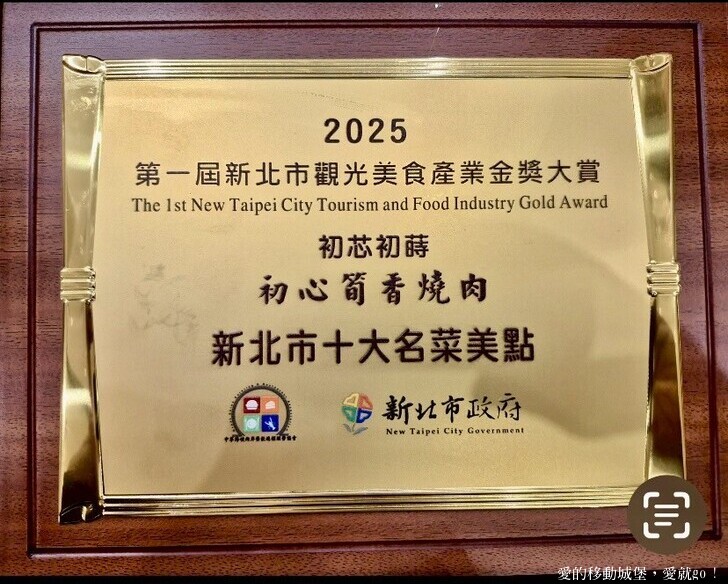 2025
第一屆新北市觀光美食產業金獎大賞
The 1st New Taipei City Tourism and Food Industry Gold Award
初芯初蒔
初心筍香燒肉
新北市十大名菜美點
新北市政府
New Taipei City Government
愛的移動城堡，愛就go！